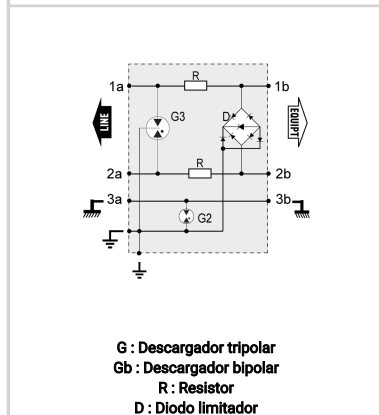 1a R 1b
LINE G3 D EQUIPT
2a R 2b
3a 3b
G2
G : Descargador tripolar
Gb : Descargador bipolar
R : Resistor
D : Diodo limitador